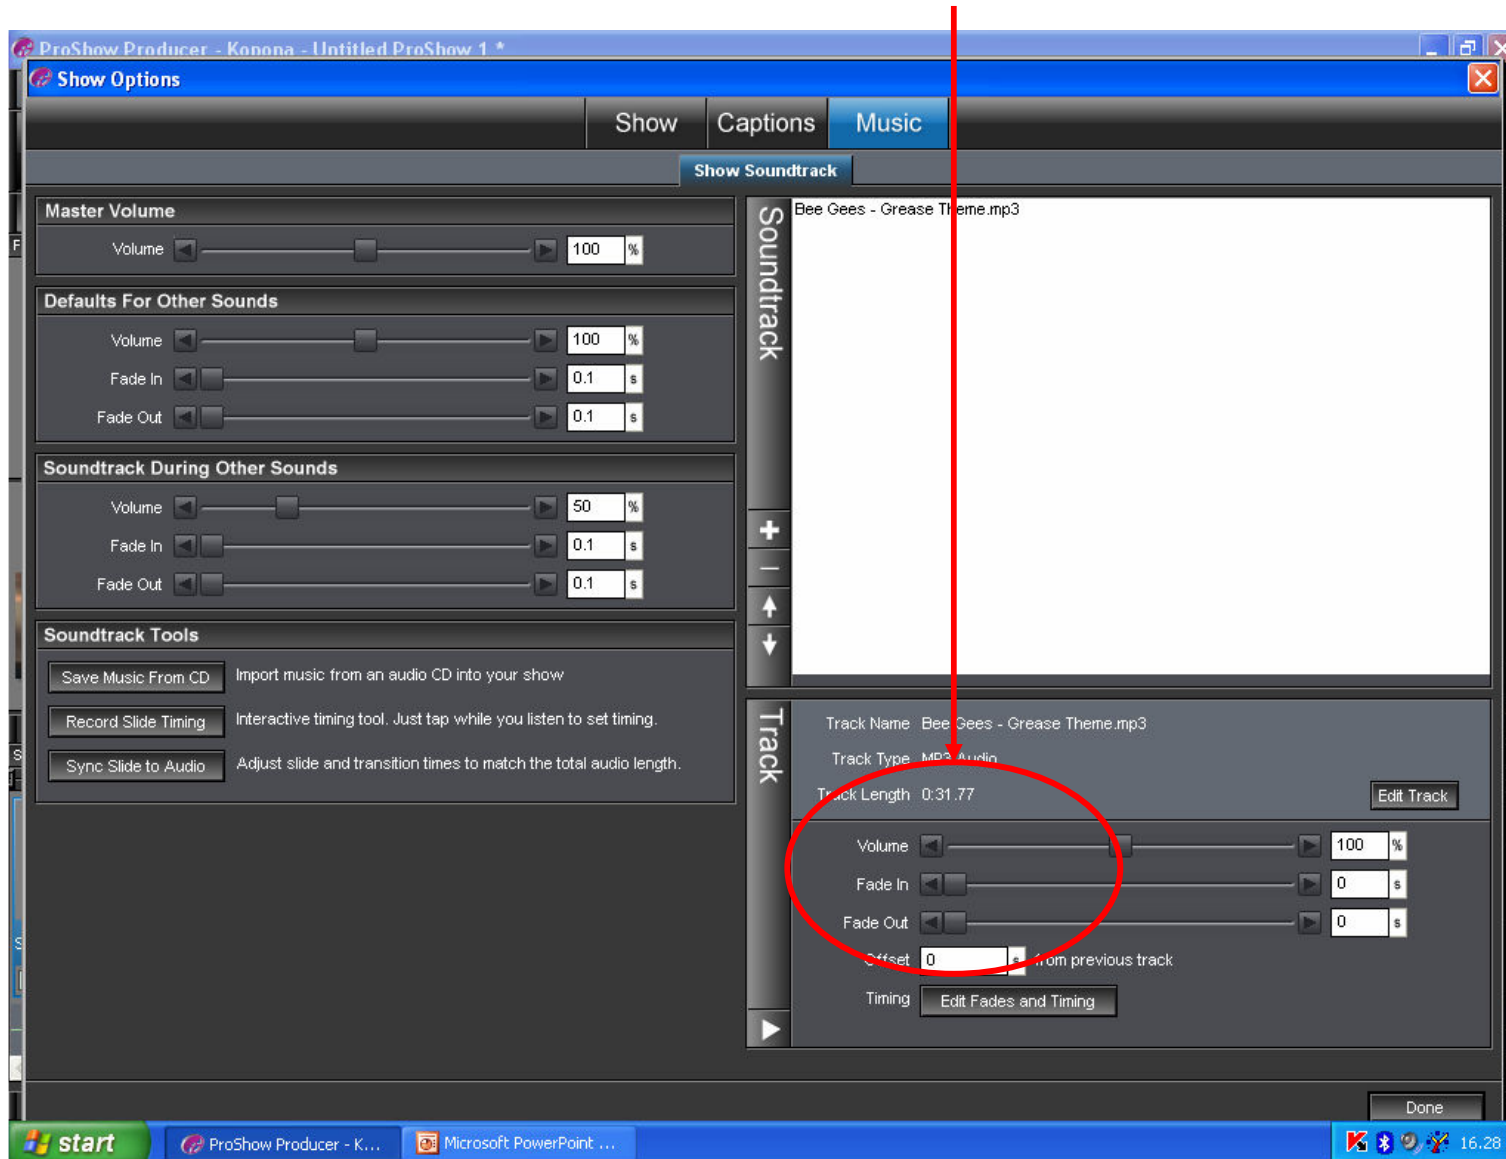 ProShow Producer - Kopona - Untitled ProShow 1 *
Show Options
Show Captions Music
Show Soundtrack
Master Volume
Volume 100 %
Defaults For Other Sounds
Volume 100 %
Fade In 0.1 s
Fade Out 0.1 s
Soundtrack During Other Sounds
Volume 50 %
Fade In 0.1 s
Fade Out 0.1 s
Soundtrack Tools
Save Music From CD Import music from an audio CD into your show
Record Slide Timing Interactive timing tool. Just tap while you listen to set timing.
Sync Slide to Audio Adjust slide and transition times to match the total audio length.
Soundtrack
Bee Gees - Grease Theme.mp3
Track
Track Name Bee Gees - Grease Theme.mp3
Track Type MP3 Audio
Track Length 0:31.77
Edit Track
Volume 100 %
Fade In 0 s
Fade Out 0 s
Offset 0 s from previous track
Timing Edit Fades and Timing
Done
start ProShow Producer - K... Microsoft PowerPoint ... 16.28